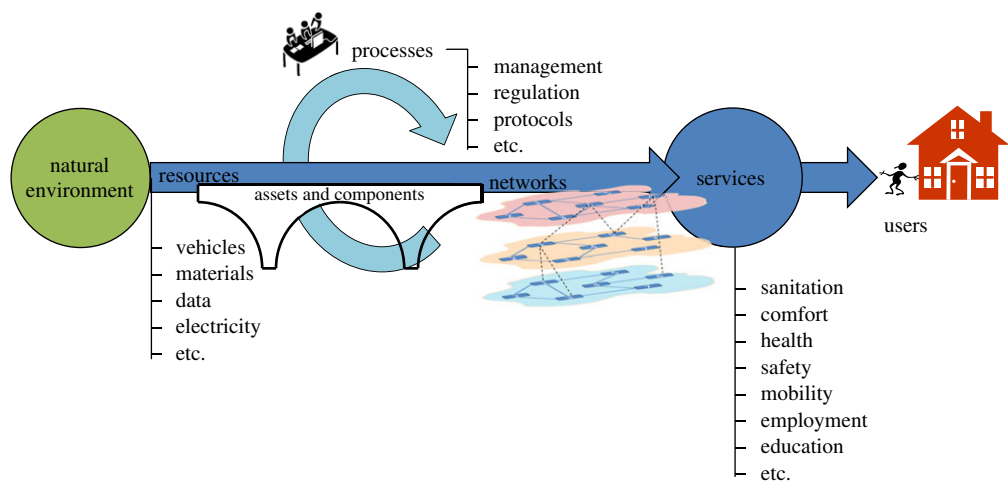 processes
management
regulation
protocols
etc.
natural
environment
resources
assets and components
networks
services
users
vehicles
materials
data
electricity
etc.
sanitation
comfort
health
safety
mobility
employment
education
etc.